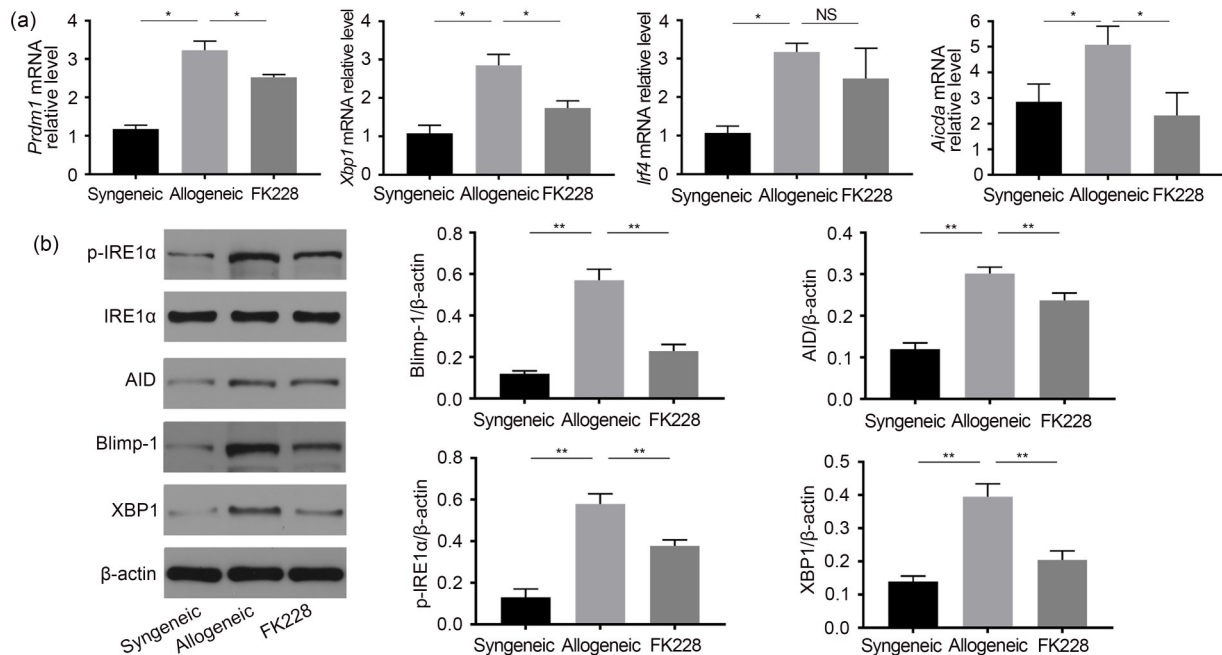 (a)
Prdm1 mRNA
relative level
4
3
2
1
0
* *
Syngeneic Allogeneic FK228
Xbp1 mRNA relative level
4
3
2
1
0
* *
Syngeneic Allogeneic FK228
Irf4 mRNA relative level
4
3
2
1
0
* NS
Syngeneic Allogeneic FK228
Aicda mRNA
relative level
6
5
4
3
2
1
0
* *
Syngeneic Allogeneic FK228
(b)
p-IRE1α
IRE1α
AID
Blimp-1
XBP1
β-actin
Syngeneic
Allogeneic
FK228
Blimp-1/β-actin
0.8
0.6
0.4
0.2
0.0
** **
Syngeneic Allogeneic FK228
AID/β-actin
0.4
0.3
0.2
0.1
0.0
** **
Syngeneic Allogeneic FK228
p-IRE1α/β-actin
0.8
0.6
0.4
0.2
0.0
** **
Syngeneic Allogeneic FK228
XBP1/β-actin
0.5
0.4
0.3
0.2
0.1
0.0
** **
Syngeneic Allogeneic FK228